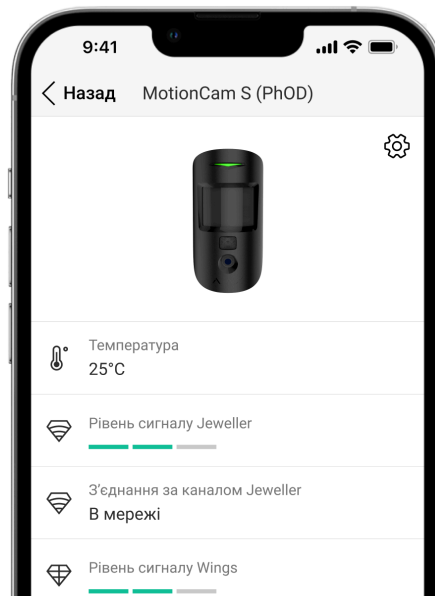 9:41
Назад MotionCam S (PhOD)
Температура
25°C
Рівень сигналу Jeweller
З’єднання за каналом Jeweller
В мережі
Рівень сигналу Wings